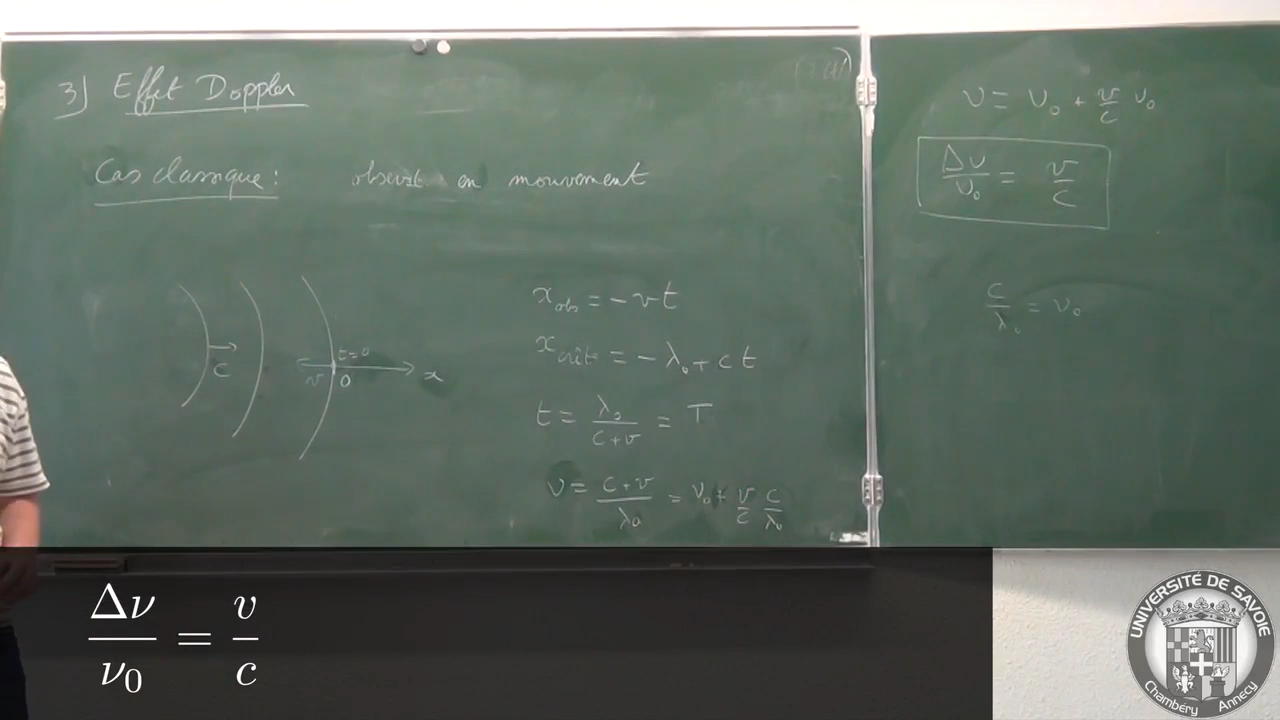 3) Effet Doppler
Cas classique : en mouvement
c
t=0
v 0 x
x_obs = - v t
x_crête = - λ₀ + c t
t = λ₀/(c+v) = T
ν = (c+v)/λ₀ = ν₀ + v/c c/λ₀
ν = ν₀ + v/c ν₀
Δν/ν₀ = v/c
c/λ₀ = ν₀
Δν/ν₀ = v/c
UNIVERSITÉ DE SAVOIE
Chambéry Annecy